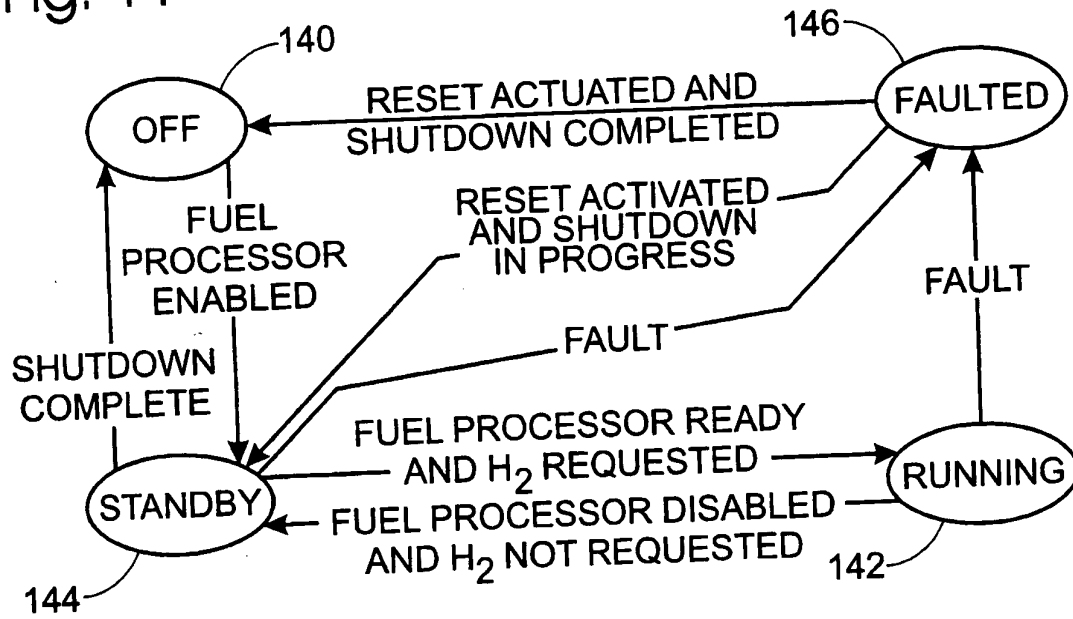 140
146
OFF
RESET ACTUATED AND
SHUTDOWN COMPLETED
FAULTED
FUEL
PROCESSOR
ENABLED
RESET ACTIVATED
AND SHUTDOWN
IN PROGRESS
FAULT
FAULT
SHUTDOWN
COMPLETE
FUEL PROCESSOR READY
AND H₂ REQUESTED
STANDBY
RUNNING
FUEL PROCESSOR DISABLED
AND H₂ NOT REQUESTED
144
142